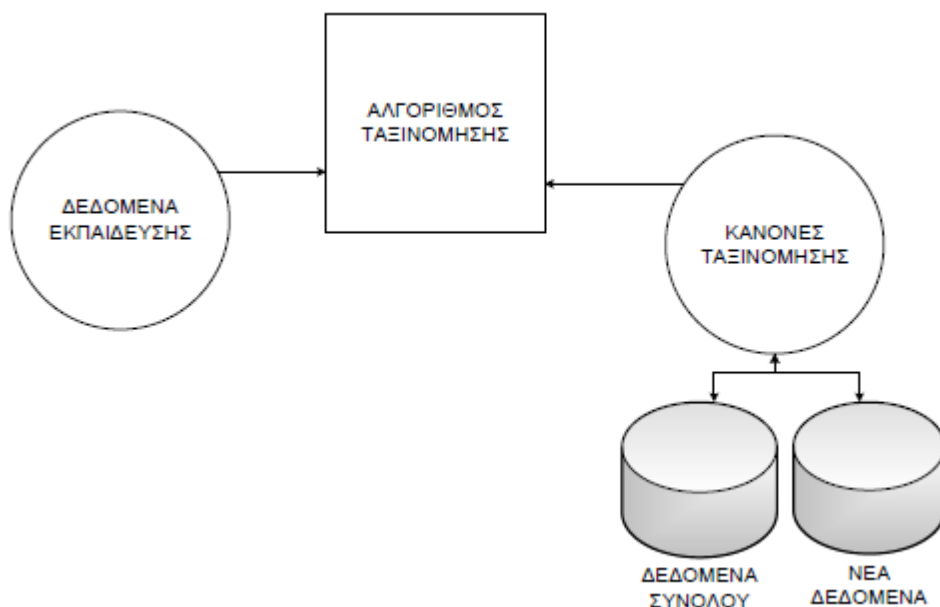 ΑΛΓΟΡΙΘΜΟΣ
ΤΑΞΙΝΟΜΗΣΗΣ
ΔΕΔΟΜΕΝΑ
ΕΚΠΑΙΔΕΥΣΗΣ
ΚΑΝΟΝΕΣ
ΤΑΞΙΝΟΜΗΣΗΣ
ΔΕΔΟΜΕΝΑ
ΣΥΝΟΛΟΥ
ΝΕΑ
ΔΕΔΟΜΕΝΑ